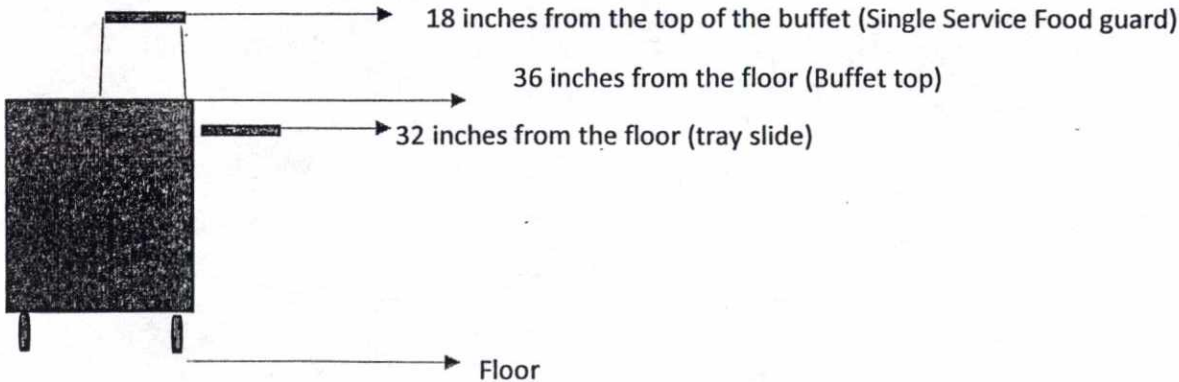 18 inches from the top of the buffet (Single Service Food guard)
36 inches from the floor (Buffet top)
32 inches from the floor (tray slide)
Floor